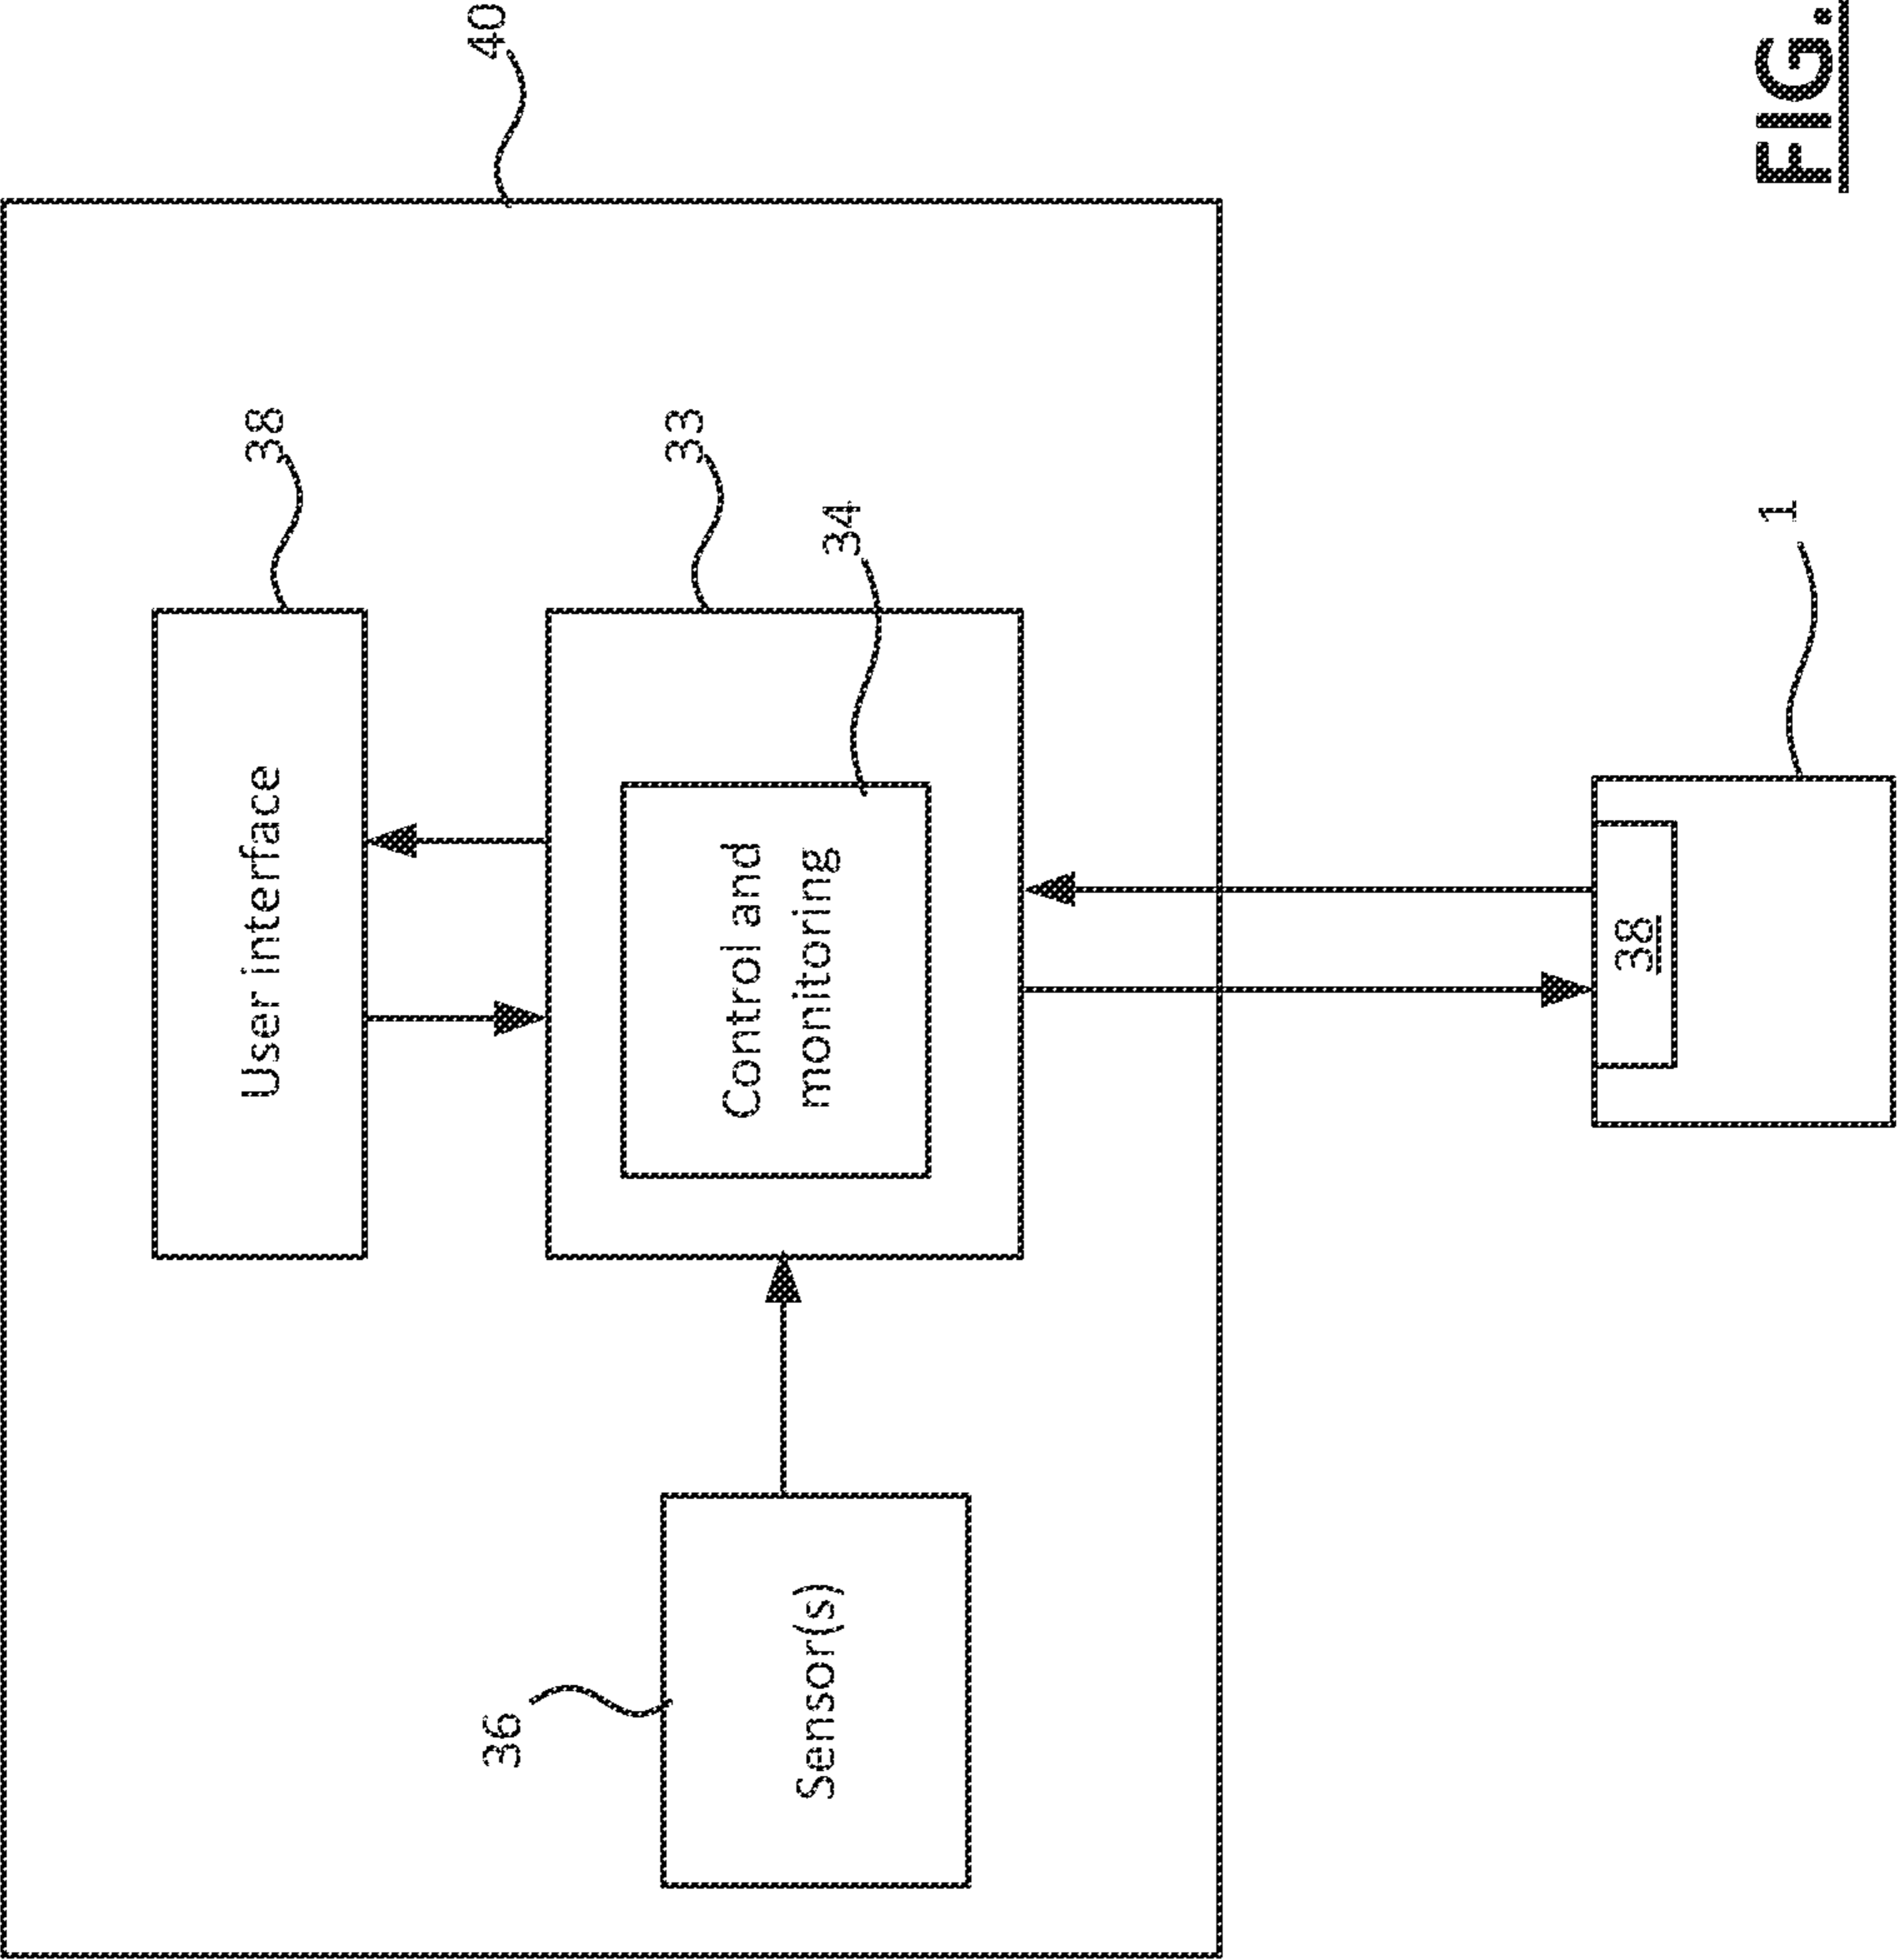 User interface
38
40
36
33
34
Control and
monitoring
Sensor(s)
38
1
FIG.